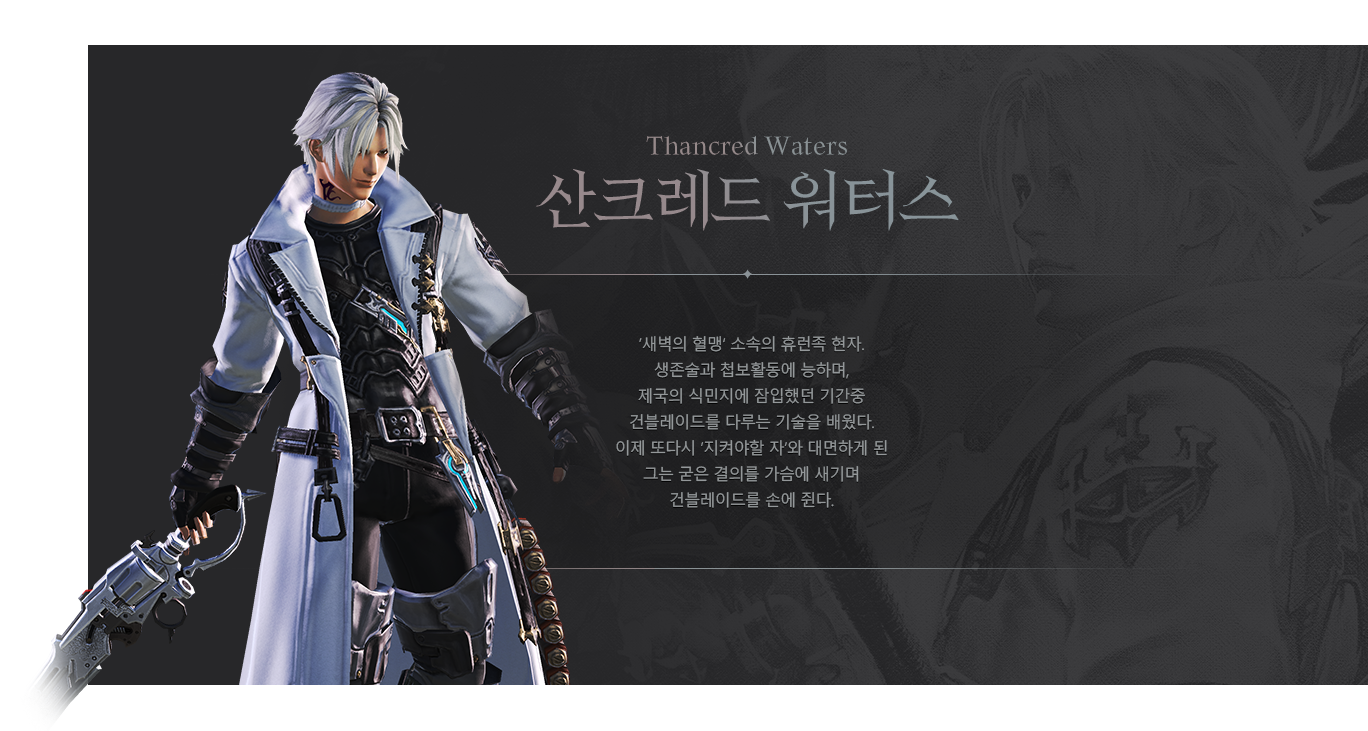 Thancred Waters
산크레드 워터스
‘새벽의 혈맹‘ 소속의 휴런족 현자.
생존술과 첩보활동에 능하며,
제국의 식민지에 잠입했던 기간중
건블레이드를 다루는 기술을 배웠다.
이제 또다시 ‘지켜야할 자’와 대면하게 된
그는 굳은 결의를 가슴에 새기며
건블레이드를 손에 쥔다.